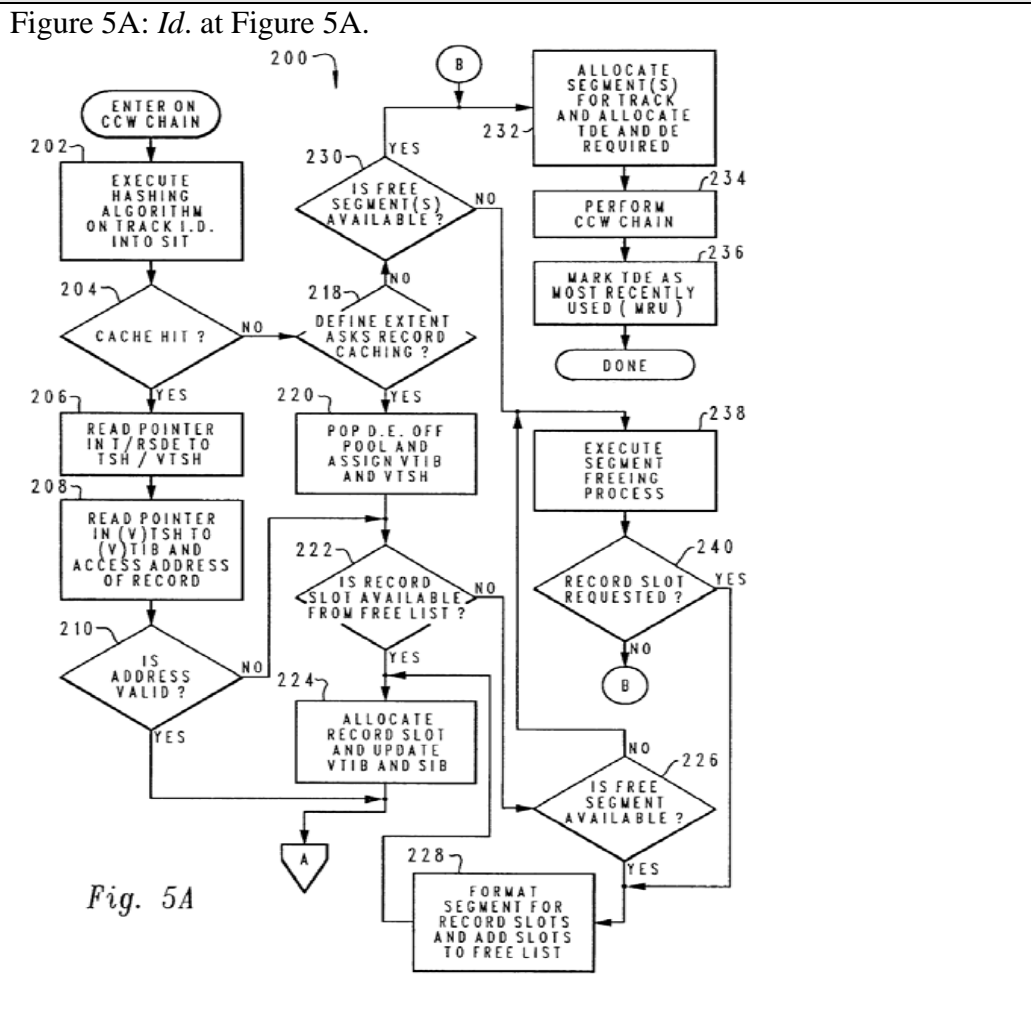 Figure 5A: Id. at Figure 5A.
200
B
ENTER ON
CCW CHAIN
202
EXECUTE
HASHING
ALGORITHM
ON TRACK I.D.
INTO SIT
204
CACHE HIT ?
NO
YES
206
READ POINTER
IN T/RSDE TO
TSH / VTSH
208
READ POINTER
IN (V)TSH TO
(V)TIB AND
ACCESS ADDRESS
OF RECORD
210
IS
ADDRESS
VALID ?
NO
YES
230
YES
IS FREE
SEGMENT(S)
AVAILABLE ?
NO
218
NO
DEFINE EXTENT
ASKS RECORD
CACHING ?
YES
220
POP D.E. OFF
POOL AND
ASSIGN VTIB
AND VTSH
222
IS RECORD
SLOT AVAILABLE
FROM FREE LIST ?
NO
YES
224
ALLOCATE
RECORD SLOT
AND UPDATE
VTIB AND SIB
A
232
ALLOCATE
SEGMENT(S)
FOR TRACK
AND ALLOCATE
TDE AND DE
REQUIRED
234
PERFORM
CCW CHAIN
236
MARK TDE AS
MOST RECENTLY
USED ( MRU )
DONE
238
EXECUTE
SEGMENT
FREEING
PROCESS
240
RECORD SLOT
REQUESTED ?
YES
NO
B
NO
226
IS FREE
SEGMENT
AVAILABLE ?
YES
228
FORMAT
SEGMENT FOR
RECORD SLOTS
AND ADD SLOTS
TO FREE LIST
Fig. 5A